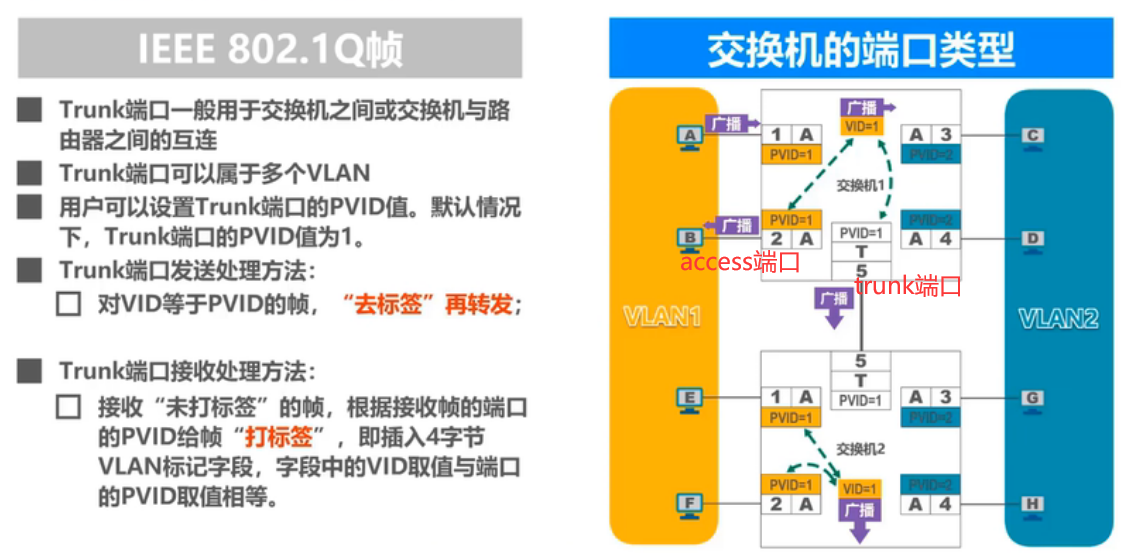 IEEE 802.1Q帧
Trunk端口一般用于交换机之间或交换机与路
由器之间的互连
Trunk端口可以属于多个VLAN
用户可以设置Trunk端口的PVID值。默认情况
下，Trunk端口的PVID值为1。
Trunk端口发送处理方法：
对VID等于PVID的帧，“去标签”再转发；
Trunk端口接收处理方法：
接收“未打标签”的帧，根据接收帧的端口
的PVID给帧“打标签”，即插入4字节
VLAN标记字段，字段中的VID取值与端口
的PVID取值相等。
交换机的端口类型
广播
VID=1
A
广播
1 A
PVID=1
A 3
PVID=2
C
交换机1
B
广播
PVID=1
2 A
PVID=1
T
5
PVID=2
A 4
D
access端口
trunk端口
广播
VLAN1
VLAN2
5
T
PVID=1
E
1 A
PVID=1
A 3
PVID=2
G
交换机2
F
PVID=1
2 A
VID=1
广播
PVID=2
A 4
H